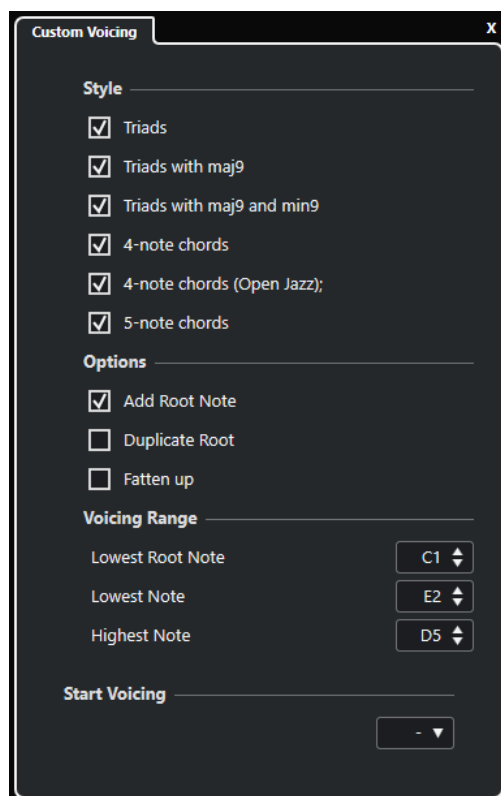 Custom Voicing X
Style
Triads
Triads with maj9
Triads with maj9 and min9
4-note chords
4-note chords (Open Jazz);
5-note chords
Options
Add Root Note
Duplicate Root
Fatten up
Voicing Range
Lowest Root Note C1
Lowest Note E2
Highest Note D5
Start Voicing
-